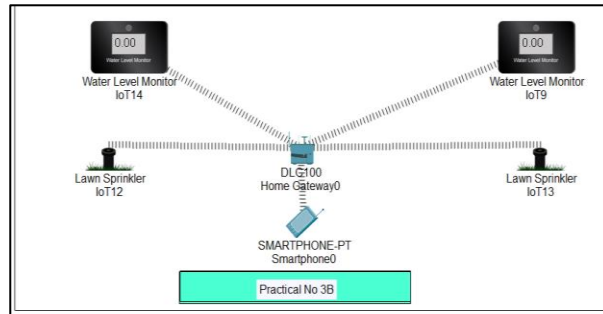 0.00
Water Level Monitor
Water Level Monitor
IoT14
0.00
Water Level Monitor
Water Level Monitor
IoT9
Lawn Sprinkler
IoT12
DLC100
Home Gateway0
Lawn Sprinkler
IoT13
SMARTPHONE-PT
Smartphone0
Practical No 3B